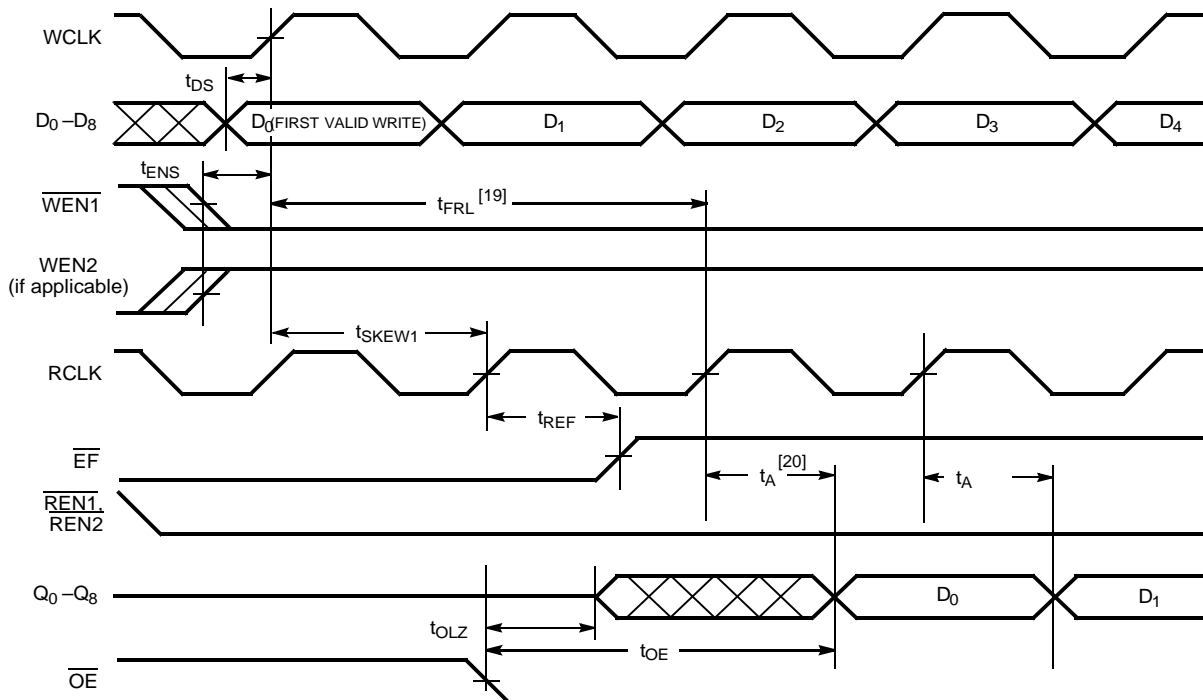 WCLK
tDS
D0–D8
D0(FIRST VALID WRITE)
D1
D2
D3
D4
tENS
WEN1
tFRL [19]
WEN2
(if applicable)
tSKEW1
RCLK
tREF
EF
tA [20]
tA
REN1,
REN2
Q0–Q8
D0
D1
tOLZ
tOE
OE